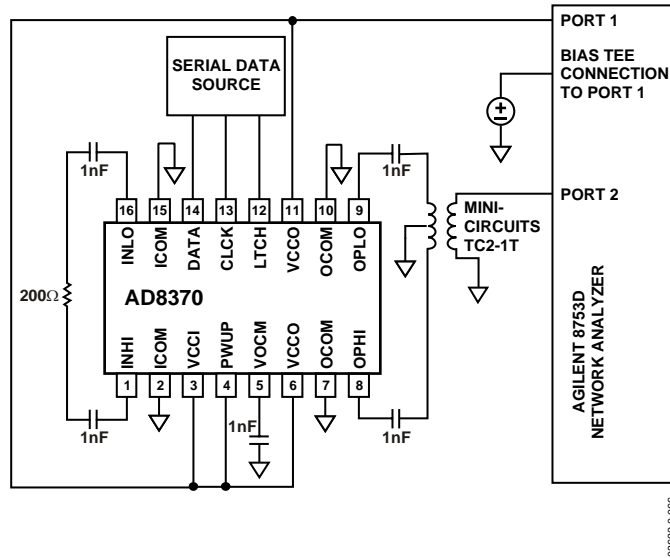 PORT 1
BIAS TEE
CONNECTION
TO PORT 1
SERIAL DATA
SOURCE
1nF
1nF
16
15
14
13
12
11
10
9
INLO
ICOM
DATA
CLCK
LTCH
VCCO
OCOM
OPLO
MINI-
CIRCUITS
TC2-1T
PORT 2
200Ω
AD8370
INHI
ICOM
VCCI
PWUP
VOCM
VCCO
OCOM
OPHI
1
2
3
4
5
6
7
8
1nF
1nF
1nF
AGILENT 8753D
NETWORK ANALYZER